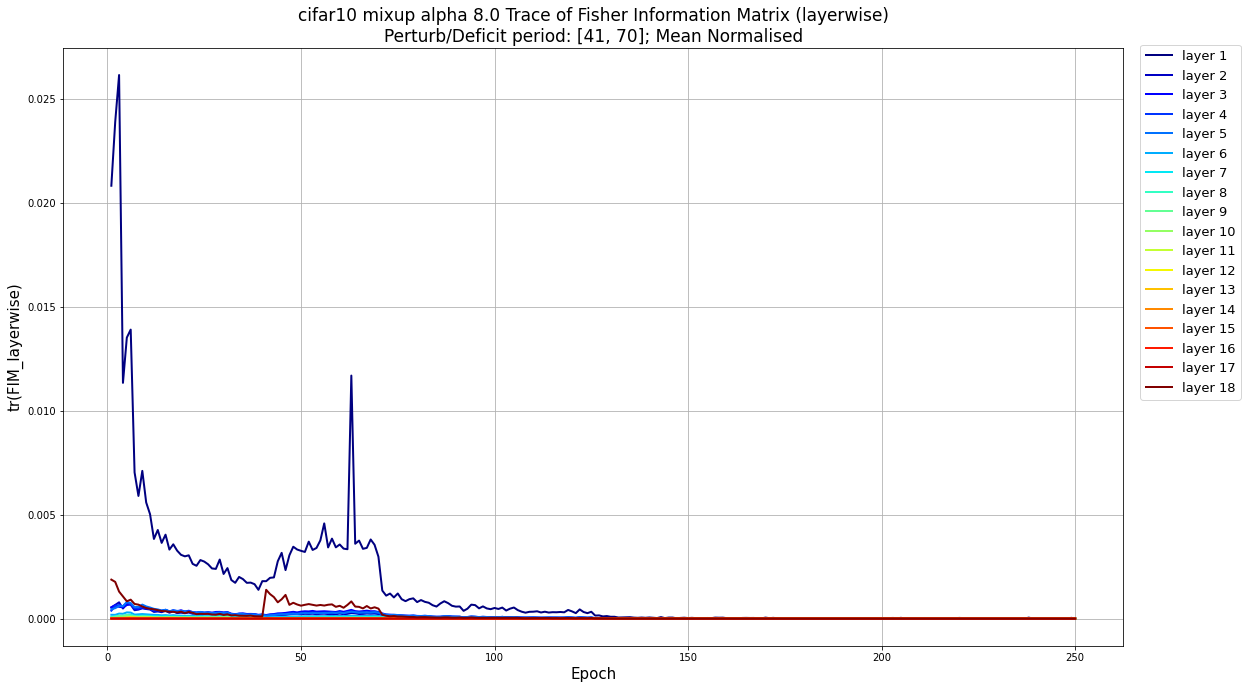 cifar10 mixup alpha 8.0 Trace of Fisher Information Matrix (layerwise)
Perturb/Deficit period: [41, 70]; Mean Normalised
tr(FIM_layerwise)
0.025
0.020
0.015
0.010
0.005
0.000
0
50
100
150
200
250
Epoch
layer 1
layer 2
layer 3
layer 4
layer 5
layer 6
layer 7
layer 8
layer 9
layer 10
layer 11
layer 12
layer 13
layer 14
layer 15
layer 16
layer 17
layer 18